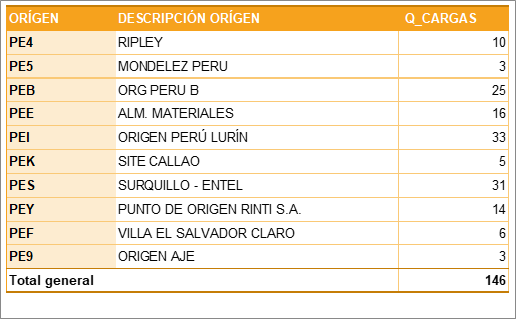 ORÍGEN DESCRIPCIÓN ORÍGEN Q_CARGAS
PE4 RIPLEY 10
PE5 MONDELEZ PERU 3
PEB ORG PERU B 25
PEE ALM. MATERIALES 16
PEI ORIGEN PERÚ LURÍN 33
PEK SITE CALLAO 5
PES SURQUILLO - ENTEL 31
PEY PUNTO DE ORIGEN RINTI S.A. 14
PEF VILLA EL SALVADOR CLARO 6
PE9 ORIGEN AJE 3
Total general 146